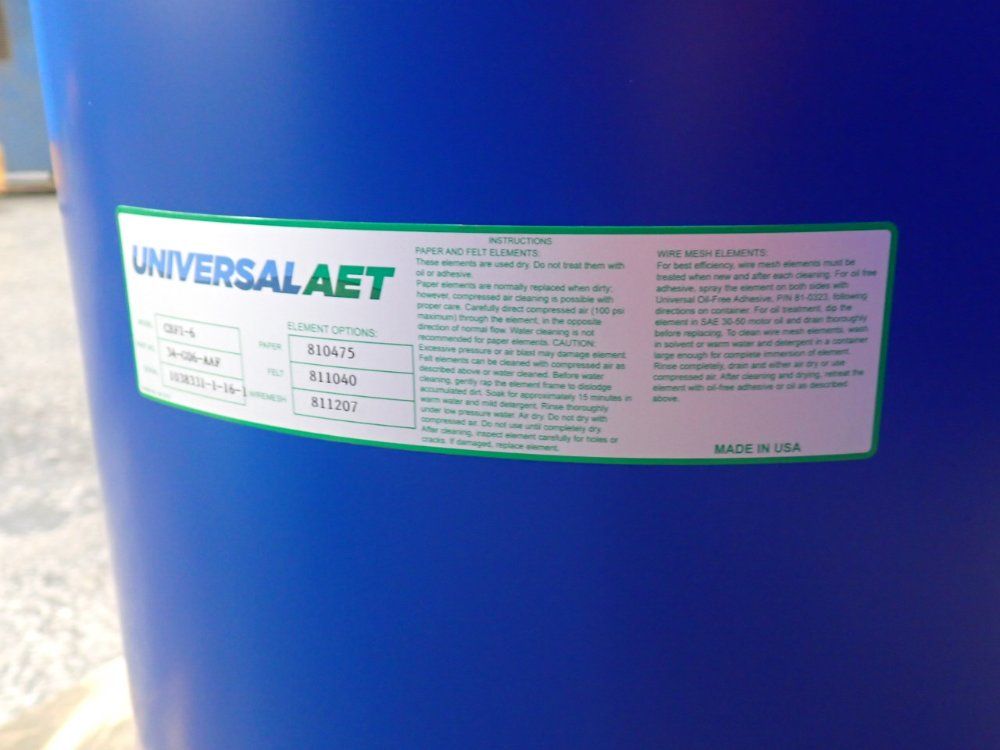 UNIVERSAL AET
MODEL
CBF1-6
PART NO.
34-G06-AAF
SERIAL
1038331-1-16-1
ELEMENT OPTIONS:
PAPER
810475
FELT
811040
WIREMESH
811207
INSTRUCTIONS
PAPER AND FELT ELEMENTS:
These elements are used dry. Do not treat them with
oil or adhesive.
Paper elements are normally replaced when dirty;
however, compressed air cleaning is possible with
proper care. Carefully direct compressed air (100 psi
maximum) through the element, in the opposite
direction of normal flow. Water cleaning is not
recommended for paper elements. CAUTION:
Excessive pressure or air blast may damage element.
Felt elements can be cleaned with compressed air as
described above or water cleaned. Before water
cleaning, gently rap the element frame to dislodge
accumulated dirt. Soak for approximately 15 minutes in
warm water and mild detergent. Rinse thoroughly
under low pressure water. Air dry. Do not dry with
compressed air. Do not use until completely dry.
After cleaning, inspect element carefully for holes or
cracks. If damaged, replace element.
WIRE MESH ELEMENTS:
For best efficiency, wire mesh elements must be
treated when new and after each cleaning. For oil free
adhesive, spray the element on both sides with
Universal Oil-Free Adhesive, P/N 81-0323, following
directions on container. For oil treatment, dip the
element in SAE 30-50 motor oil and drain thoroughly
before replacing. To clean wire mesh elements, wash
in solvent or warm water and detergent in a container
large enough for complete immersion of element.
Rinse completely, drain and either air dry or use
compressed air. After cleaning and drying, retreat the
element with oil-free adhesive or oil as described
above.
MADE IN USA